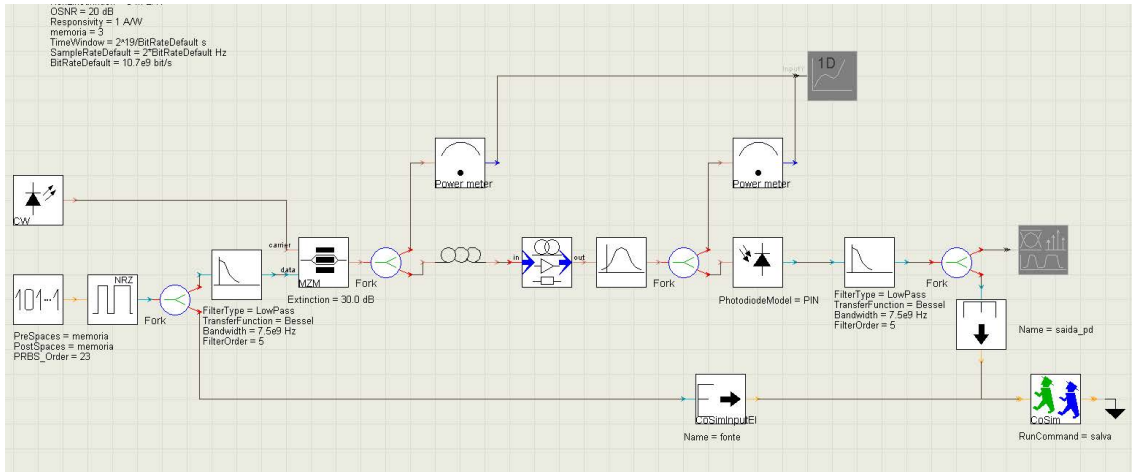 OSNR = 20 dB
Responsivity = 1 A/W
memoria = 3
TimeWindow = 2^19/BitRateDefault s
SampleRateDefault = 2*BitRateDefault Hz
BitRateDefault = 10.7e9 bit/s
1D
Input1
Power meter
Power meter
CW
carrier
data
MZM
Extinction = 30.0 dB
Fork
in
out
Fork
PhotodiodeModel = PIN
Fork
101...1
NRZ
Fork
PreSpaces = memoria
PostSpaces = memoria
PRBS_Order = 23
FilterType = LowPass
TransferFunction = Bessel
Bandwidth = 7.5e9 Hz
FilterOrder = 5
FilterType = LowPass
TransferFunction = Bessel
Bandwidth = 7.5e9 Hz
FilterOrder = 5
Name = saida_pd
CoSimInputEl
Name = fonte
CoSim
RunCommand = salva